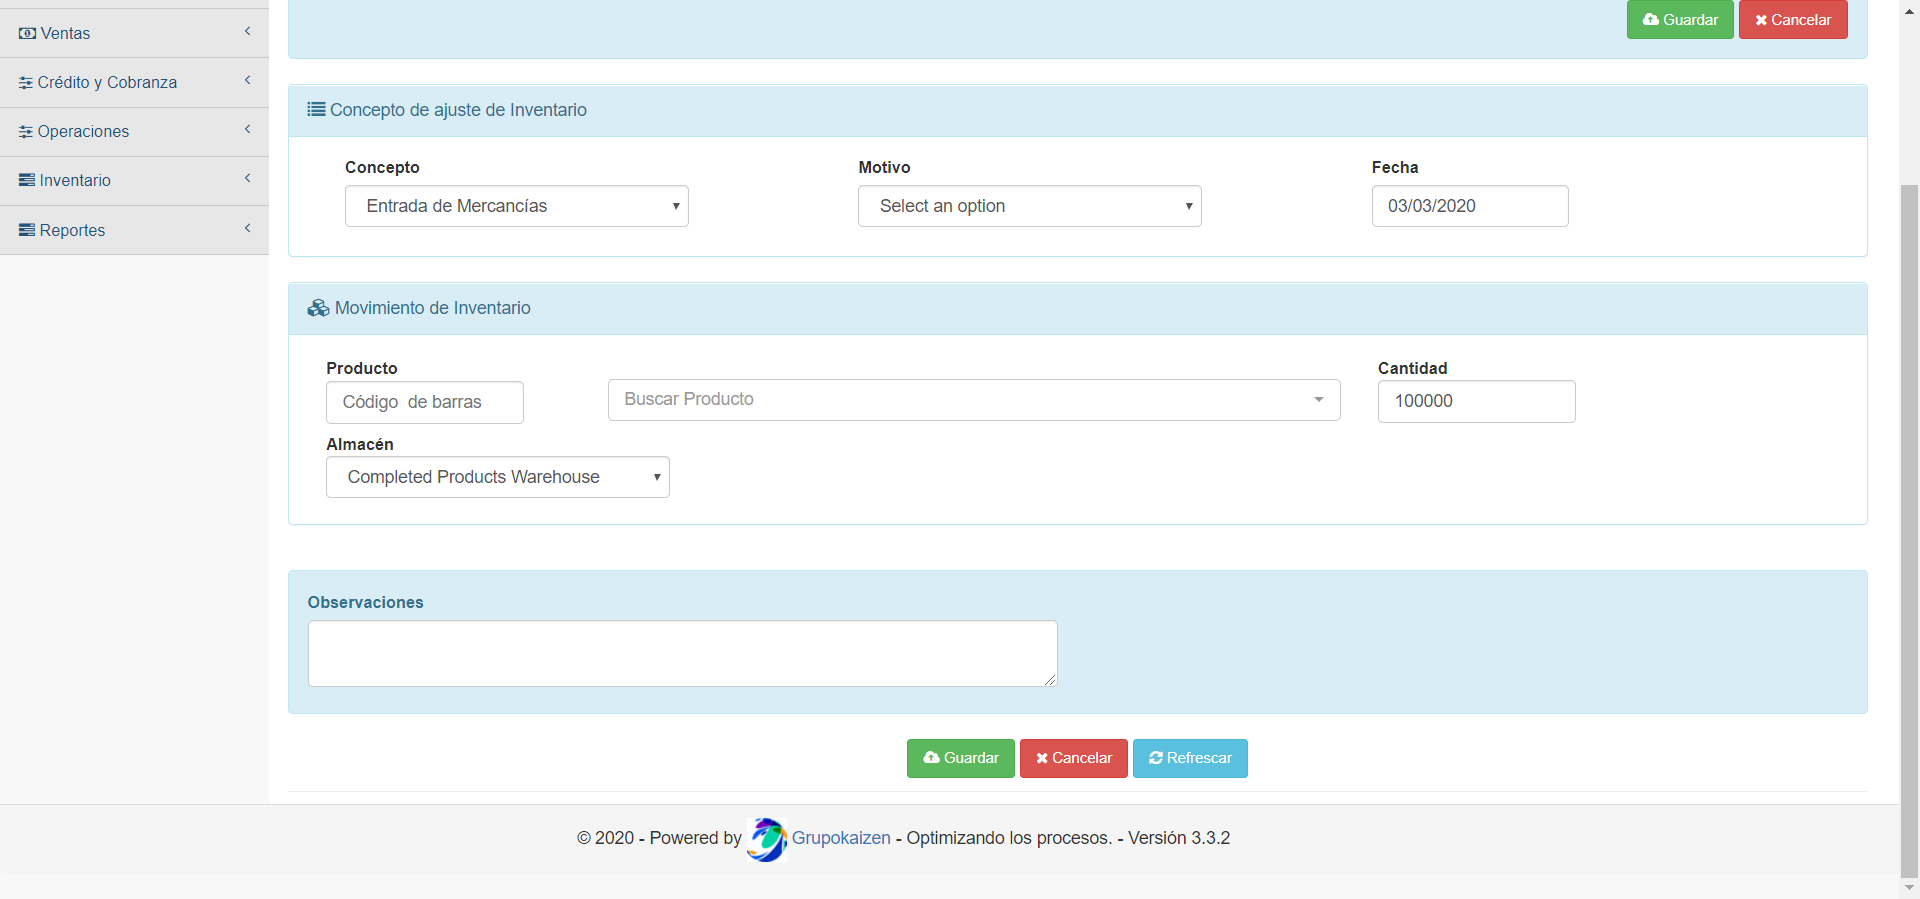 Ventas
Crédito y Cobranza
Operaciones
Inventario
Reportes
Guardar Cancelar
Concepto de ajuste de Inventario
Concepto Motivo Fecha
Entrada de Mercancías Select an option 03/03/2020
Movimiento de Inventario
Producto Cantidad
Código de barras Buscar Producto 100000
Almacén
Completed Products Warehouse
Observaciones
Guardar Cancelar Refrescar
© 2020 - Powered by Grupokaizen - Optimizando los procesos. - Versión 3.3.2